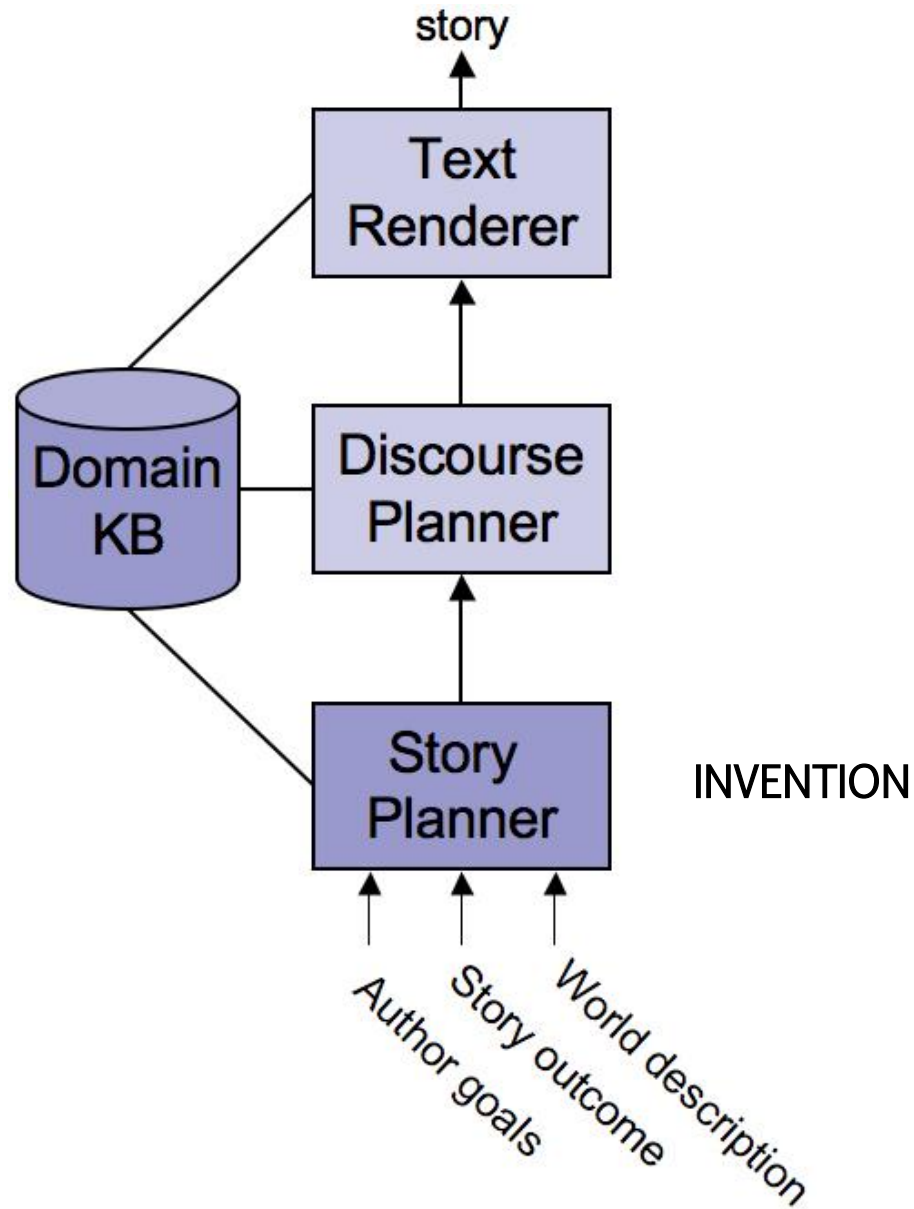 story
Text
Renderer
Domain
KB
Discourse
Planner
Story
Planner
INVENTION
Author goals
Story outcome
World description